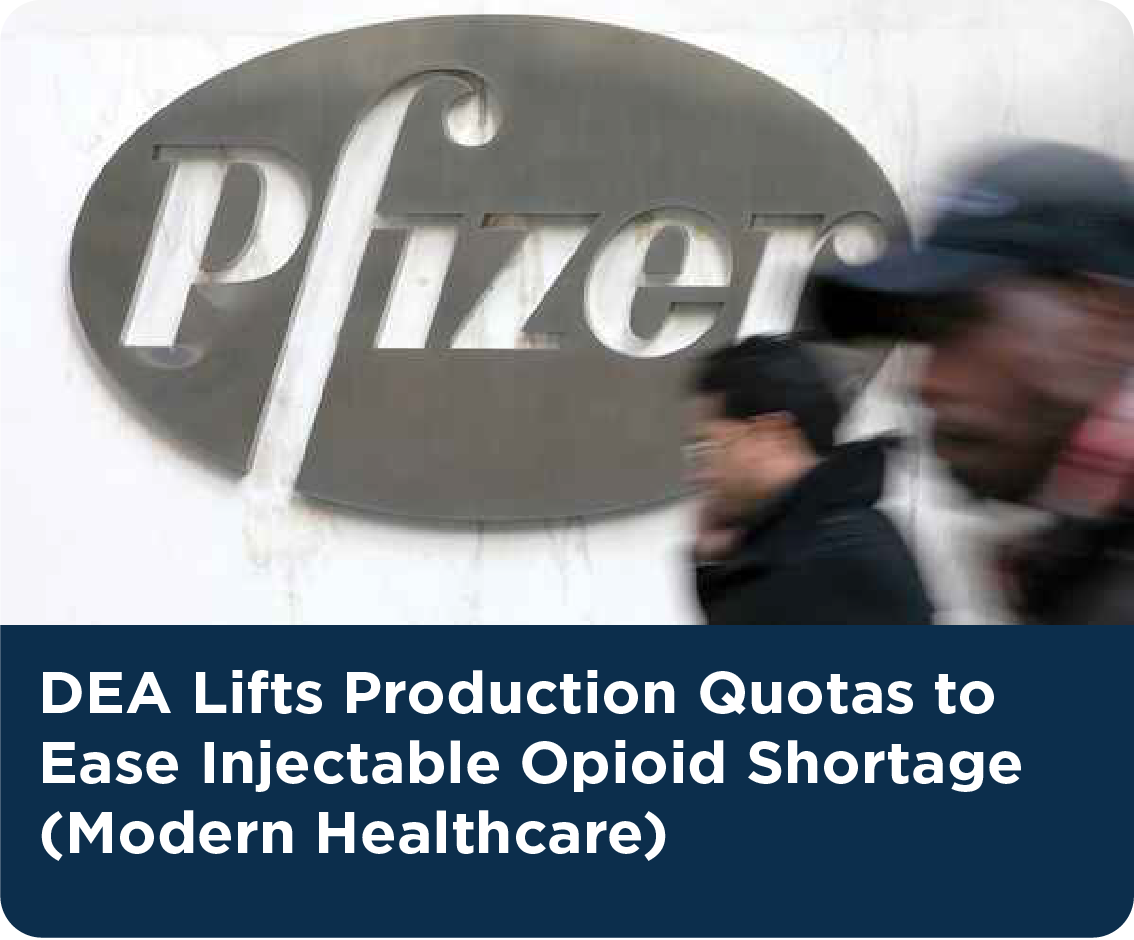 Pfizer
DEA Lifts Production Quotas to
Ease Injectable Opioid Shortage
(Modern Healthcare)